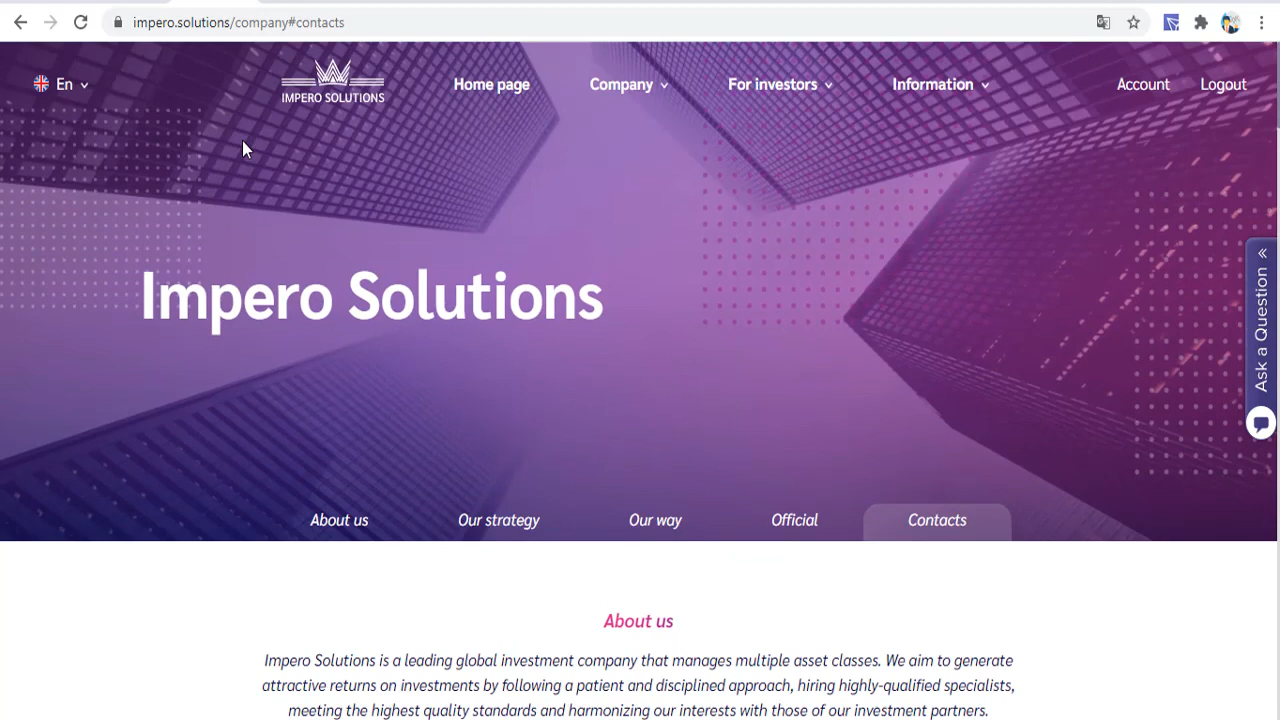 impero.solutions/company#contacts
En
IMPERO SOLUTIONS
Home page
Company
For investors
Information
Account
Logout
Impero Solutions
Ask a Question
About us
Our strategy
Our way
Official
Contacts
About us
Impero Solutions is a leading global investment company that manages multiple asset classes. We aim to generate
attractive returns on investments by following a patient and disciplined approach, hiring highly-qualified specialists,
meeting the highest quality standards and harmonizing our interests with those of our investment partners.